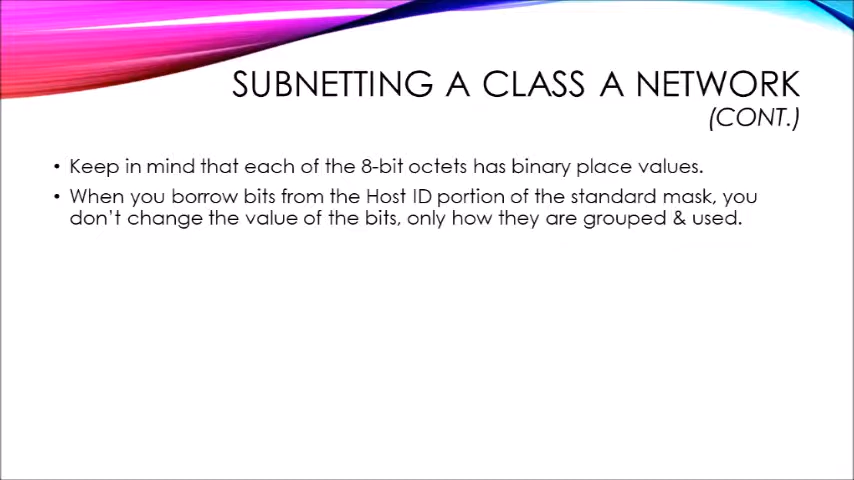 SUBNETTING A CLASS A NETWORK
(CONT.)
• Keep in mind that each of the 8-bit octets has binary place values.
• When you borrow bits from the Host ID portion of the standard mask, you
don't change the value of the bits, only how they are grouped & used.